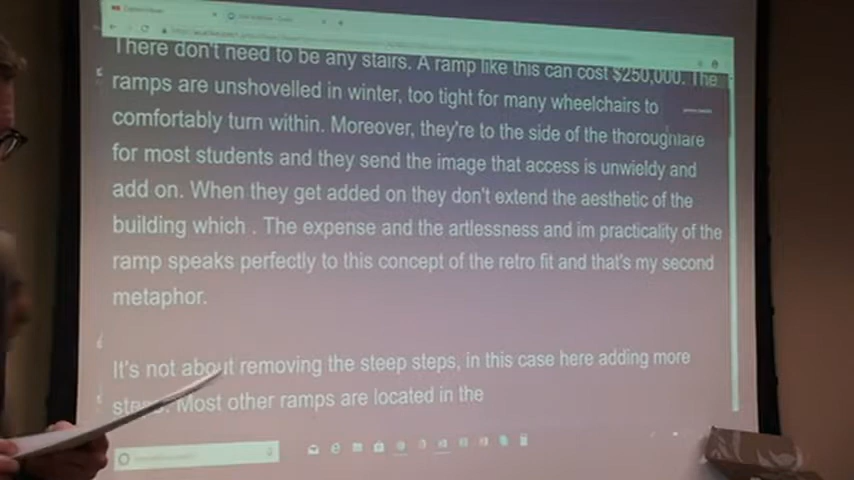 There don't need to be any stairs. A ramp like this can cost $250,000. The
ramps are unshovelled in winter, too tight for many wheelchairs to
comfortably turn within. Moreover, they're to the side of the thoroughfare
for most students and they send the image that access is unwieldy and
add on. When they get added on they don't extend the aesthetic of the
building which . The expense and the artlessness and im practicality of the
ramp speaks perfectly to this concept of the retro fit and that's my second
metaphor.
It's not about removing the steep steps, in this case here adding more
steps. Most other ramps are located in the